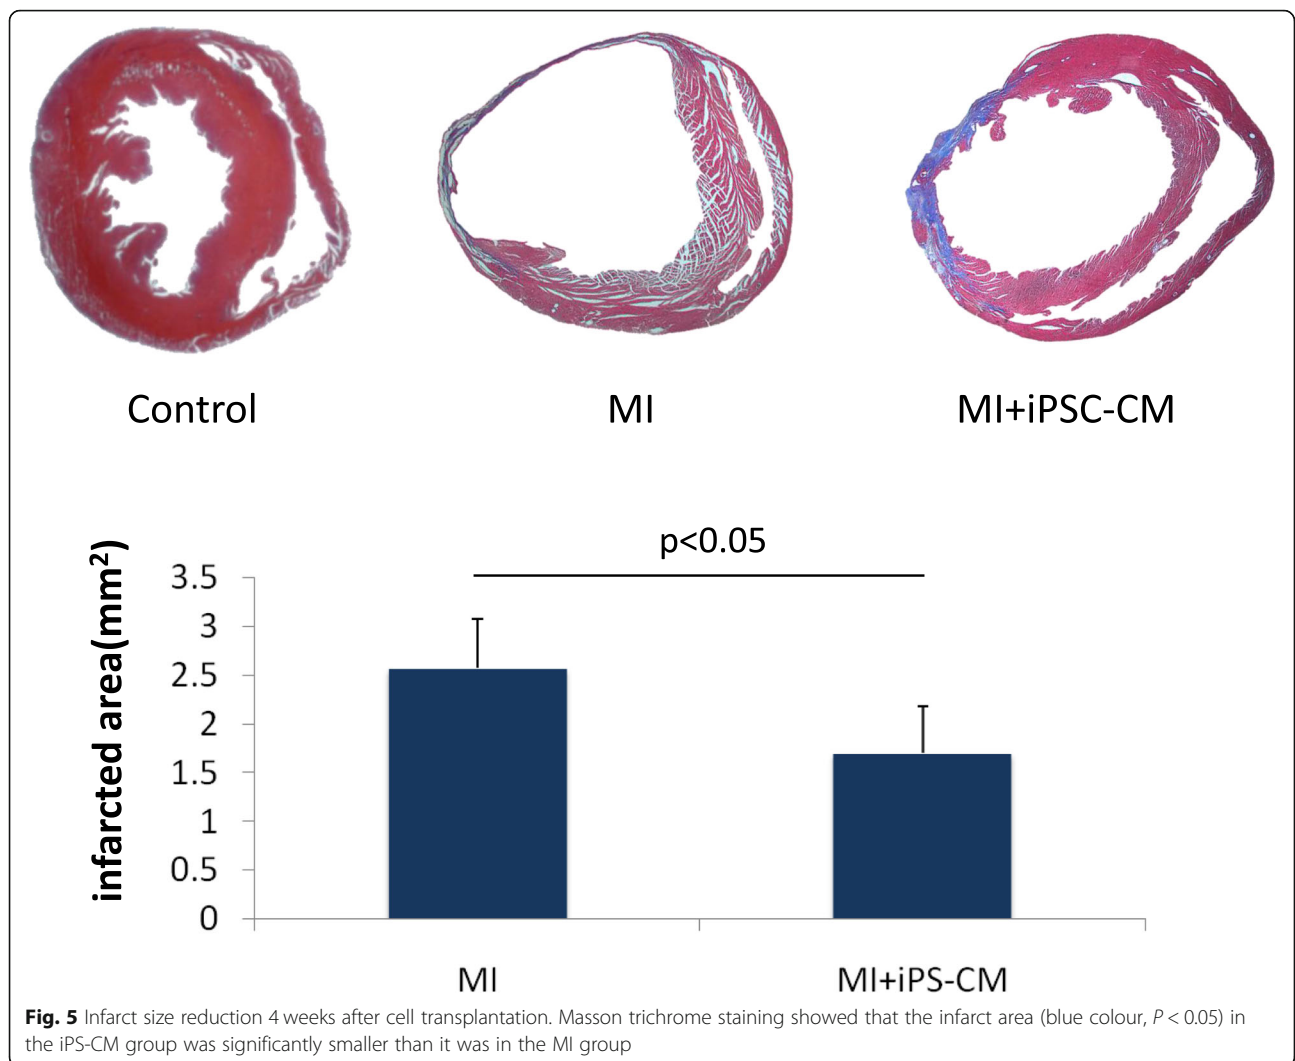 Control MI MI+iPSC-CM
p<0.05
infarcted area(mm²)
3.5
3
2.5
2
1.5
1
0.5
0
MI MI+iPS-CM
Fig. 5 Infarct size reduction 4 weeks after cell transplantation. Masson trichrome staining showed that the infarct area (blue colour, P < 0.05) in
the iPS-CM group was significantly smaller than it was in the MI group